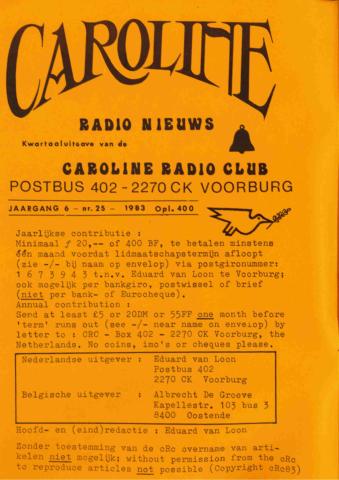 CAROLINE
RADIO NIEUWS
Kwartaaluitgave van de
CAROLINE RADIO CLUB
POSTBUS 402 - 2270 CK VOORBURG
JAARGANG 6 - nr. 25 - 1983 Opl. 400
Jaarlijkse contributie :
Minimaal ƒ 20,-- of 400 BF, te betalen minstens
één maand voordat lidmaatschapstermijn afloopt
(zie -/- bij naam op envelop) via postgironummer:
1 6 7 3 9 4 3 t.n.v. Eduard van Loon te Voorburg;
ook mogelijk per bankgiro, postwissel of brief
(niet per bank- of Eurocheque).
Annual contribution :
Send at least £5 or 20DM or 55FF one month before
'term' runs out (see -/- near name on envelop) by
letter to : CRC - Box 402 - 2270 CK Voorburg, the
Netherlands. No coins, imo's or cheques please.
Nederlandse uitgever : Eduard van Loon
Postbus 402
2270 CK Voorburg
Belgische uitgever : Albrecht De Groove
Kapellestr. 103 bus 3
8400 Oostende
Hoofd- en (eind)redactie : Eduard van Loon
Zonder toestemming van de cRc overname van arti-
kelen niet mogelijk; without permission from the cRc
to reproduce articles not possible (Copyright cRc83)